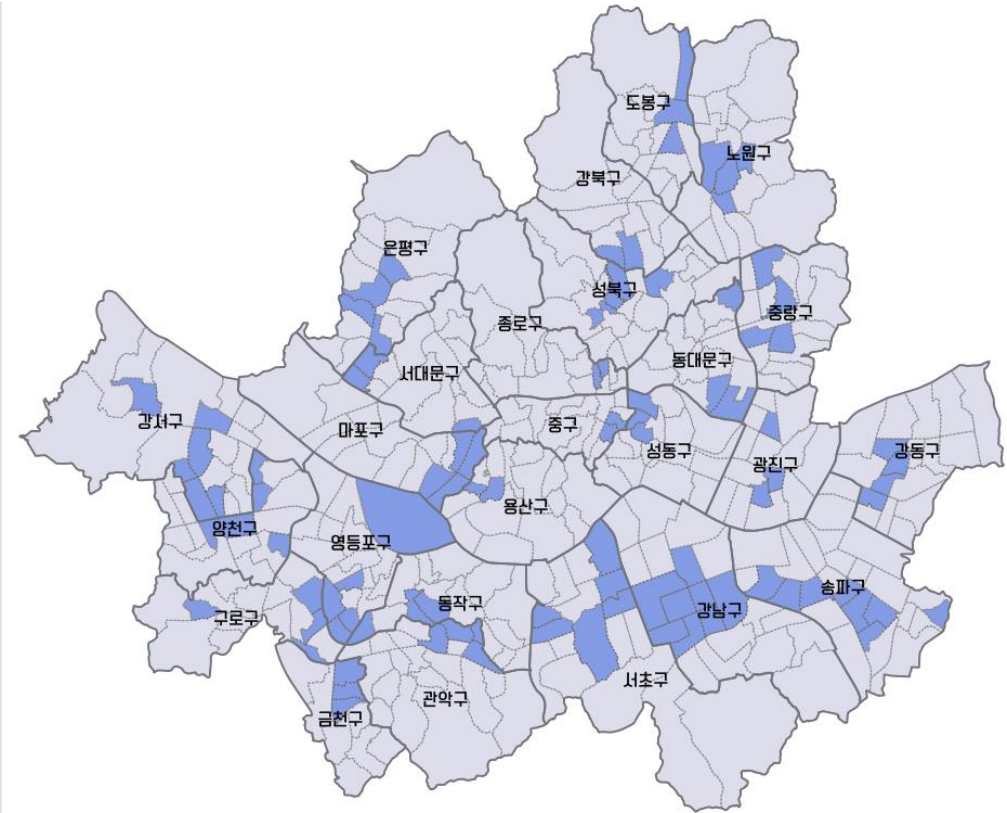 도봉구
노원구
강북구
은평구
성북구
중랑구
종로구
동대문구
서대문구
강서구
마포구
중구
성동구
강동구
광진구
용산구
양천구
영등포구
송파구
동작구
강남구
구로구
서초구
관악구
금천구